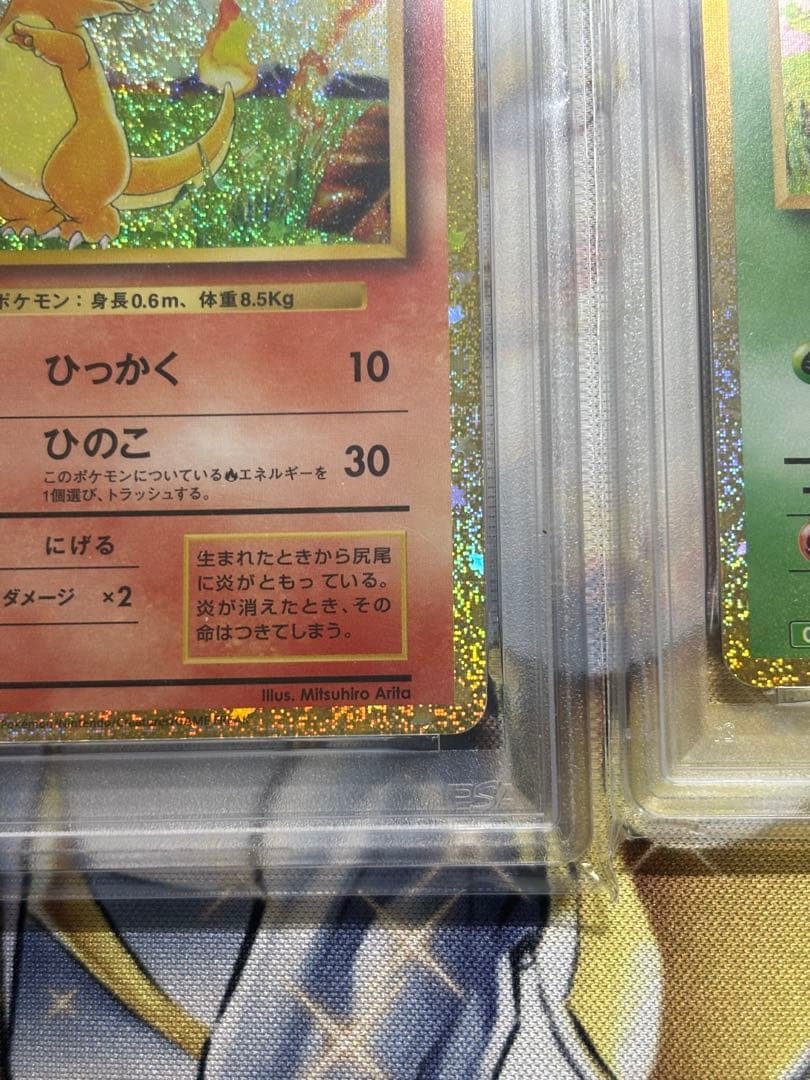 ポケモン：身長0.6m、体重8.5Kg
ひっかく 10
ひのこ 30
このポケモンについているエネルギーを
1個選び、トラッシュする。
にげる
ダメージ ×2
生まれたときから尻尾
に炎がともっている。
炎が消えたとき、その
命はつきてしまう。
Illus. Mitsuhiro Arita
Pokémon/Nintendo/Creatures/GAME FREAK
PSA